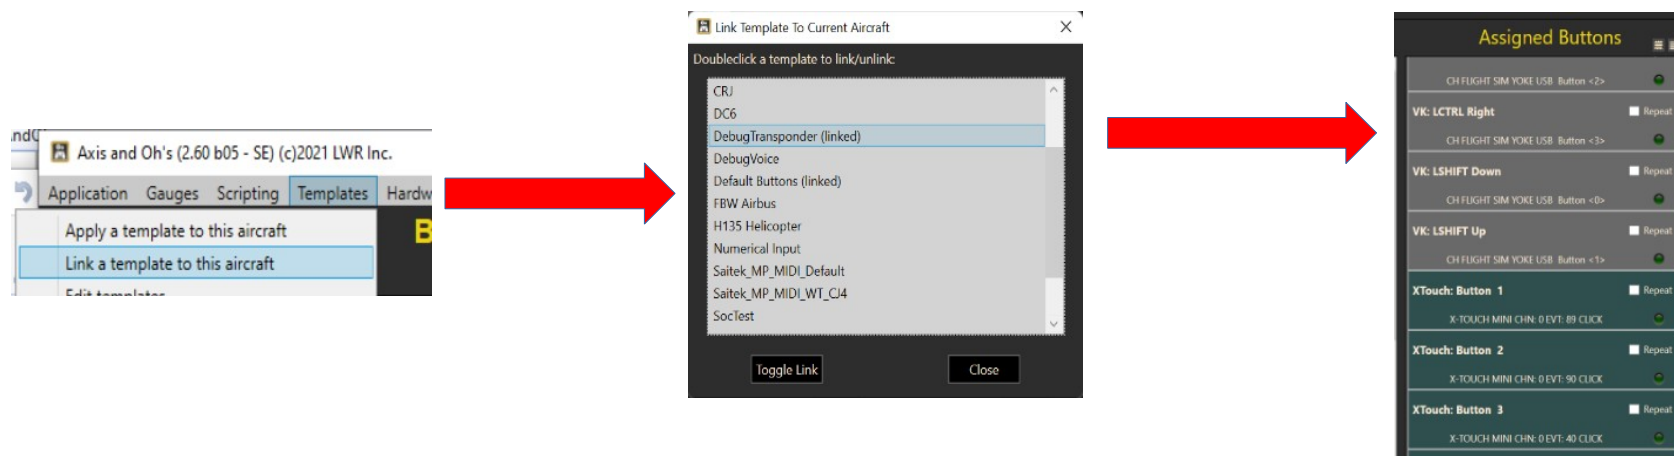 Axis and Oh's (2.60 b05 - SE) (c)2021 LWR Inc.
Application Gauges Scripting Templates Hardw
B
Apply a template to this aircraft
Link a template to this aircraft
Edit templates
Link Template To Current Aircraft
Doubleclick a template to link/unlink:
CRJ
DC6
DebugTransponder (linked)
DebugVoice
Default Buttons (linked)
FBW Airbus
H135 Helicopter
Numerical Input
Saitek_MP_MIDI_Default
Saitek_MP_MIDI_WT_CJ4
SocTest
Toggle Link Close
Assigned Buttons
CH FLIGHT SIM YOKE USB Button <2>
VK: LCTRL Right Repeat
CH FLIGHT SIM YOKE USB Button <3>
VK: LSHIFT Down Repeat
CH FLIGHT SIM YOKE USB Button <0>
VK: LSHIFT Up Repeat
CH FLIGHT SIM YOKE USB Button <1>
XTouch: Button 1 Repeat
X-TOUCH MINI CHN: 0 EVT: 89 CLICK
XTouch: Button 2 Repeat
X-TOUCH MINI CHN: 0 EVT: 90 CLICK
XTouch: Button 3 Repeat
X-TOUCH MINI CHN: 0 EVT: 40 CLICK